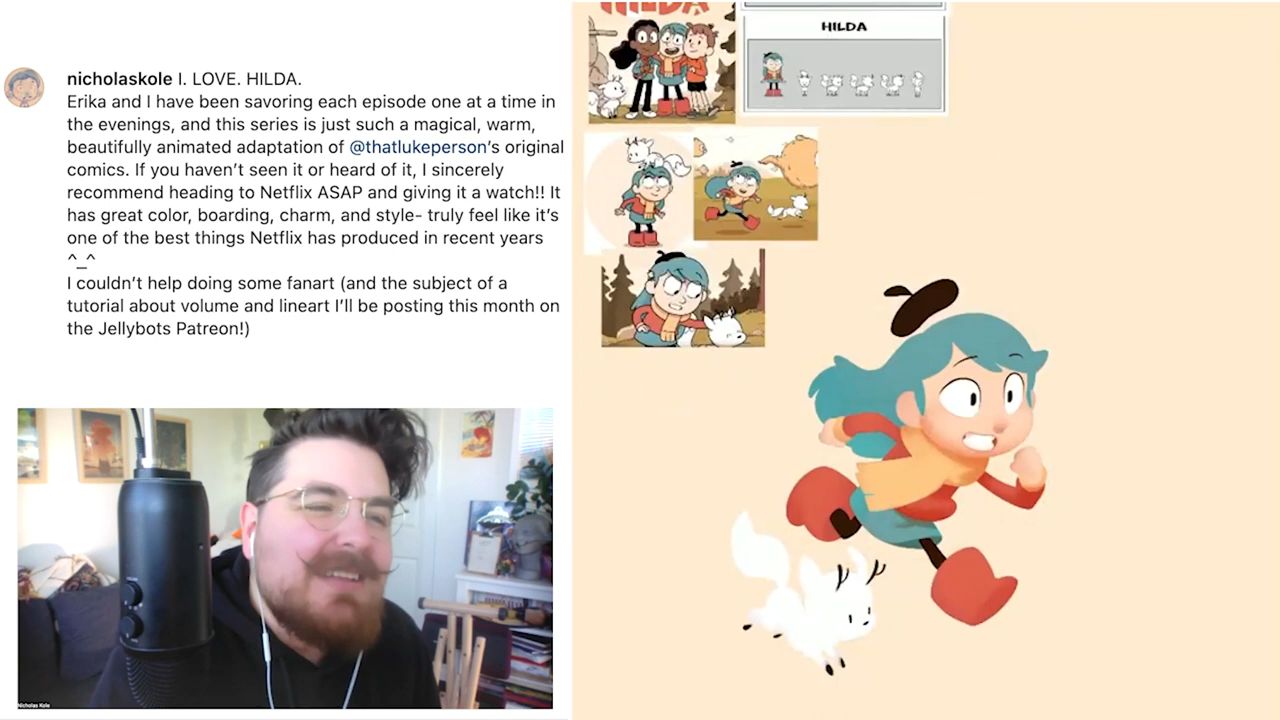 nicholaskole I. LOVE. HILDA.
Erika and I have been savoring each episode one at a time in
the evenings, and this series is just such a magical, warm,
beautifully animated adaptation of @thatlukeperson’s original
comics. If you haven’t seen it or heard of it, I sincerely
recommend heading to Netflix ASAP and giving it a watch!! It
has great color, boarding, charm, and style- truly feel like it’s
one of the best things Netflix has produced in recent years
^_^
I couldn’t help doing some fanart (and the subject of a
tutorial about volume and lineart I’ll be posting this month on
the Jellybots Patreon!)
HILDA
HILDA
Nicholas Kole